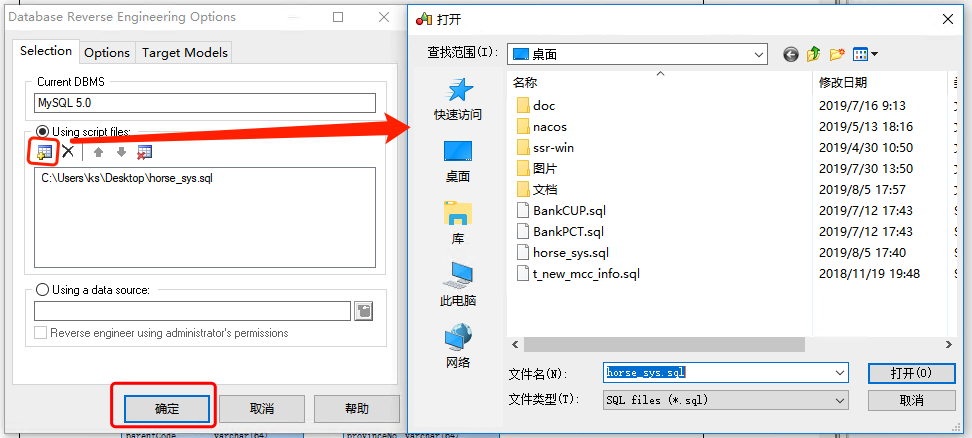 Database Reverse Engineering Options
Selection
Options
Target Models
Current DBMS
MySQL 5.0
Using script files:
C:\Users\ks\Desktop\horse_sys.sql
Using a data source:
Reverse engineer using administrator's permissions
确定
取消
帮助
打开
查找范围(I):
桌面
快速访问
桌面
库
此电脑
网络
名称
修改日期
doc
2019/7/16 9:13
nacos
2019/5/13 18:16
ssr-win
2019/4/30 10:50
图片
2019/7/30 13:50
文档
2019/8/5 17:57
BankCUP.sql
2019/7/12 17:43
BankPCT.sql
2019/7/12 17:43
horse_sys.sql
2019/8/5 17:40
t_new_mcc_info.sql
2018/11/19 19:48
文件名(N):
horse_sys.sql
打开(O)
文件类型(T):
SQL files (*.sql)
取消
parentCode varchar(64)
provinceNo varchar(64)